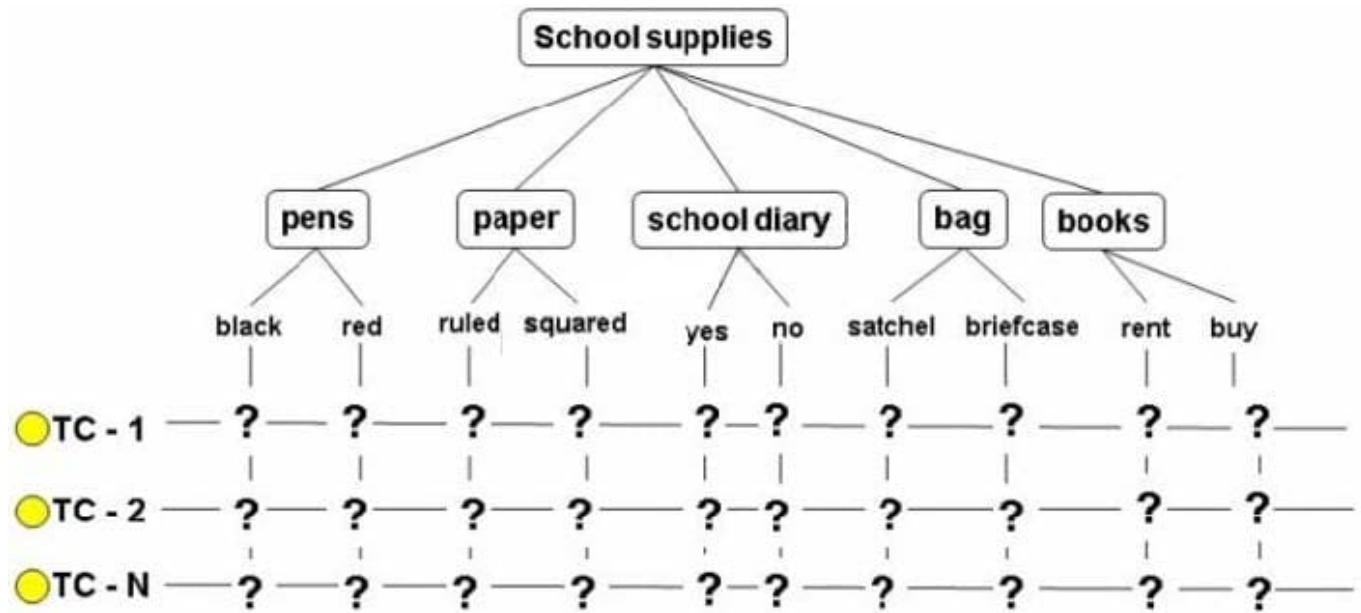 School supplies
pens paper school diary bag books
black red ruled squared yes no satchel briefcase rent buy
TC - 1 ? ? ? ? ? ? ? ? ? ?
TC - 2 ? ? ? ? ? ? ? ? ? ?
TC - N ? ? ? ? ? ? ? ? ? ?